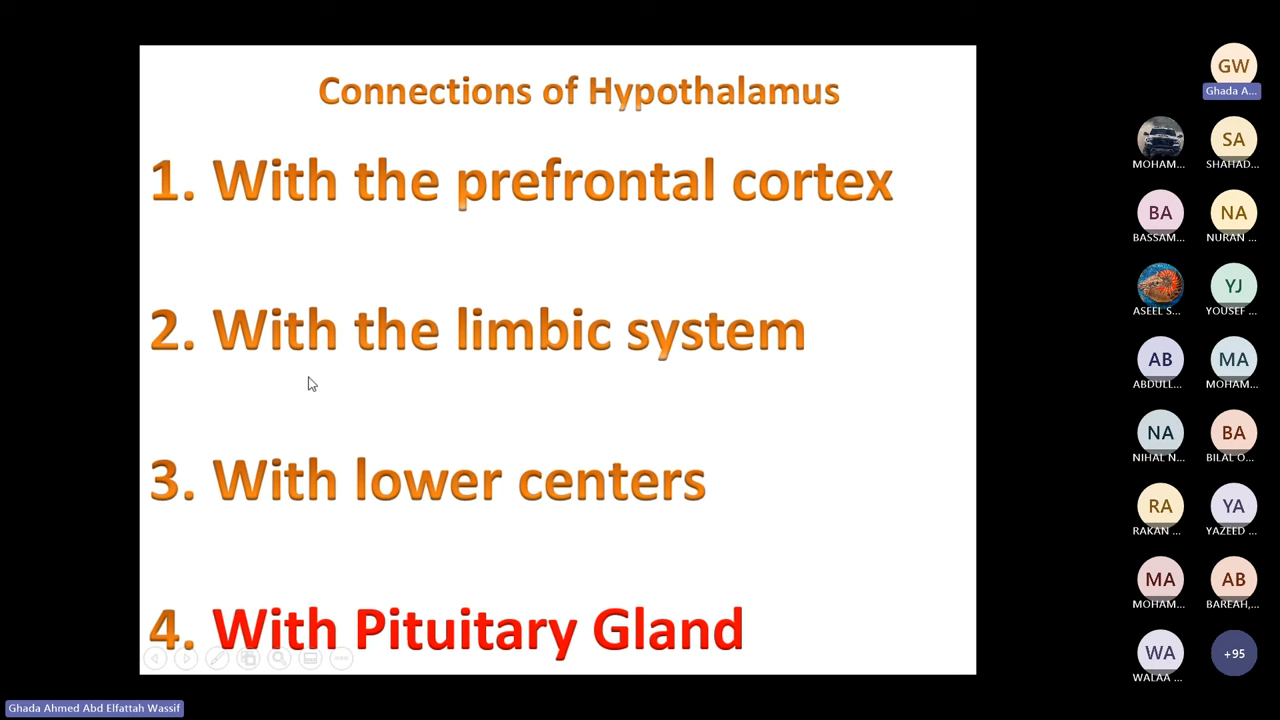 Connections of Hypothalamus
1. With the prefrontal cortex
2. With the limbic system
3. With lower centers
4. With Pituitary Gland
GW
Ghada A...
MOHAM...
SA
SHAHAD...
BA
BASSAM...
NA
NURAN ...
ASEEL S...
YJ
YOUSEF ...
AB
ABDULL...
MA
MOHAM...
NA
NIHAL N...
BA
BILAL O...
RA
RAKAN ...
YA
YAZEED ...
MA
MOHAM...
AB
BAREAH,...
WA
WALAA ...
+95
Ghada Ahmed Abd Elfattah Wassif